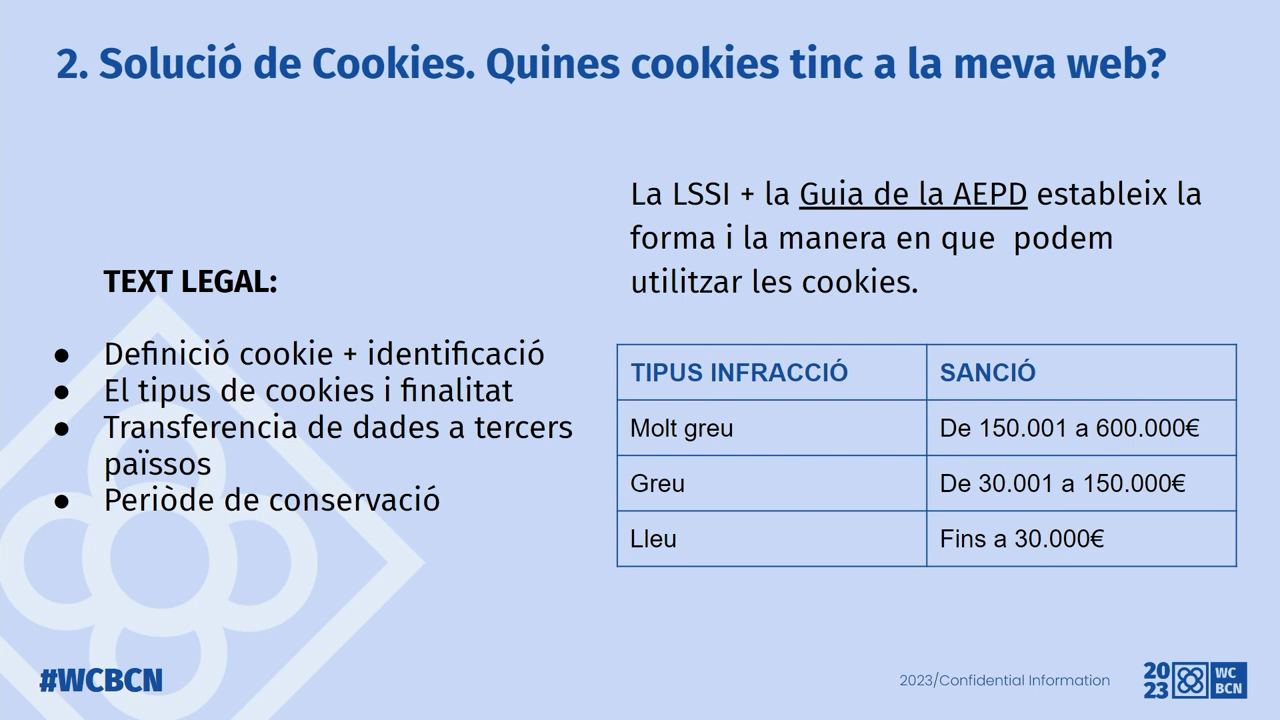 2. Solució de Cookies. Quines cookies tinc a la meva web?
TEXT LEGAL:
● Definició cookie + identificació
● El tipus de cookies i finalitat
● Transferencia de dades a tercers
païssos
● Periòde de conservació
La LSSI + la Guia de la AEPD estableix la
forma i la manera en que  podem
utilitzar les cookies.
TIPUS INFRACCIÓ SANCIÓ
Molt greu De 150.001 a 600.000€
Greu De 30.001 a 150.000€
Lleu Fins a 30.000€
#WCBCN
2023/Confidential Information
20 WC
23 BCN